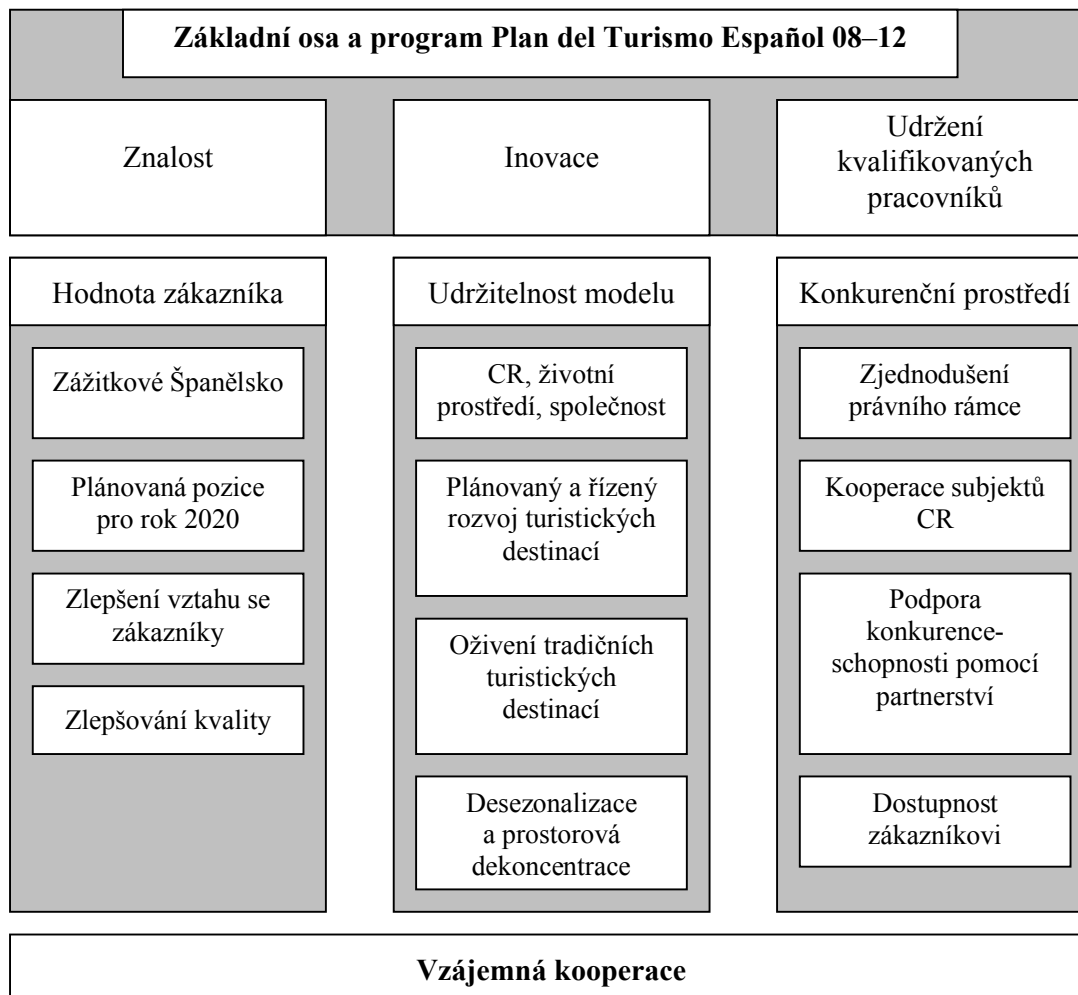 Základní osa a program Plan del Turismo Español 08–12
Znalost
Inovace
Udržení
kvalifikovaných
pracovníků
Hodnota zákazníka
Zážitkové Španělsko
Plánovaná pozice
pro rok 2020
Zlepšení vztahu se
zákazníky
Zlepšování kvality
Udržitelnost modelu
CR, životní
prostředí, společnost
Plánovaný a řízený
rozvoj turistických
destinací
Oživení tradičních
turistických
destinací
Desezonalizace
a prostorová
dekoncentrace
Konkurenční prostředí
Zjednodušení
právního rámce
Kooperace subjektů
CR
Podpora
konkurence-
schopnosti pomocí
partnerství
Dostupnost
zákazníkovi
Vzájemná kooperace